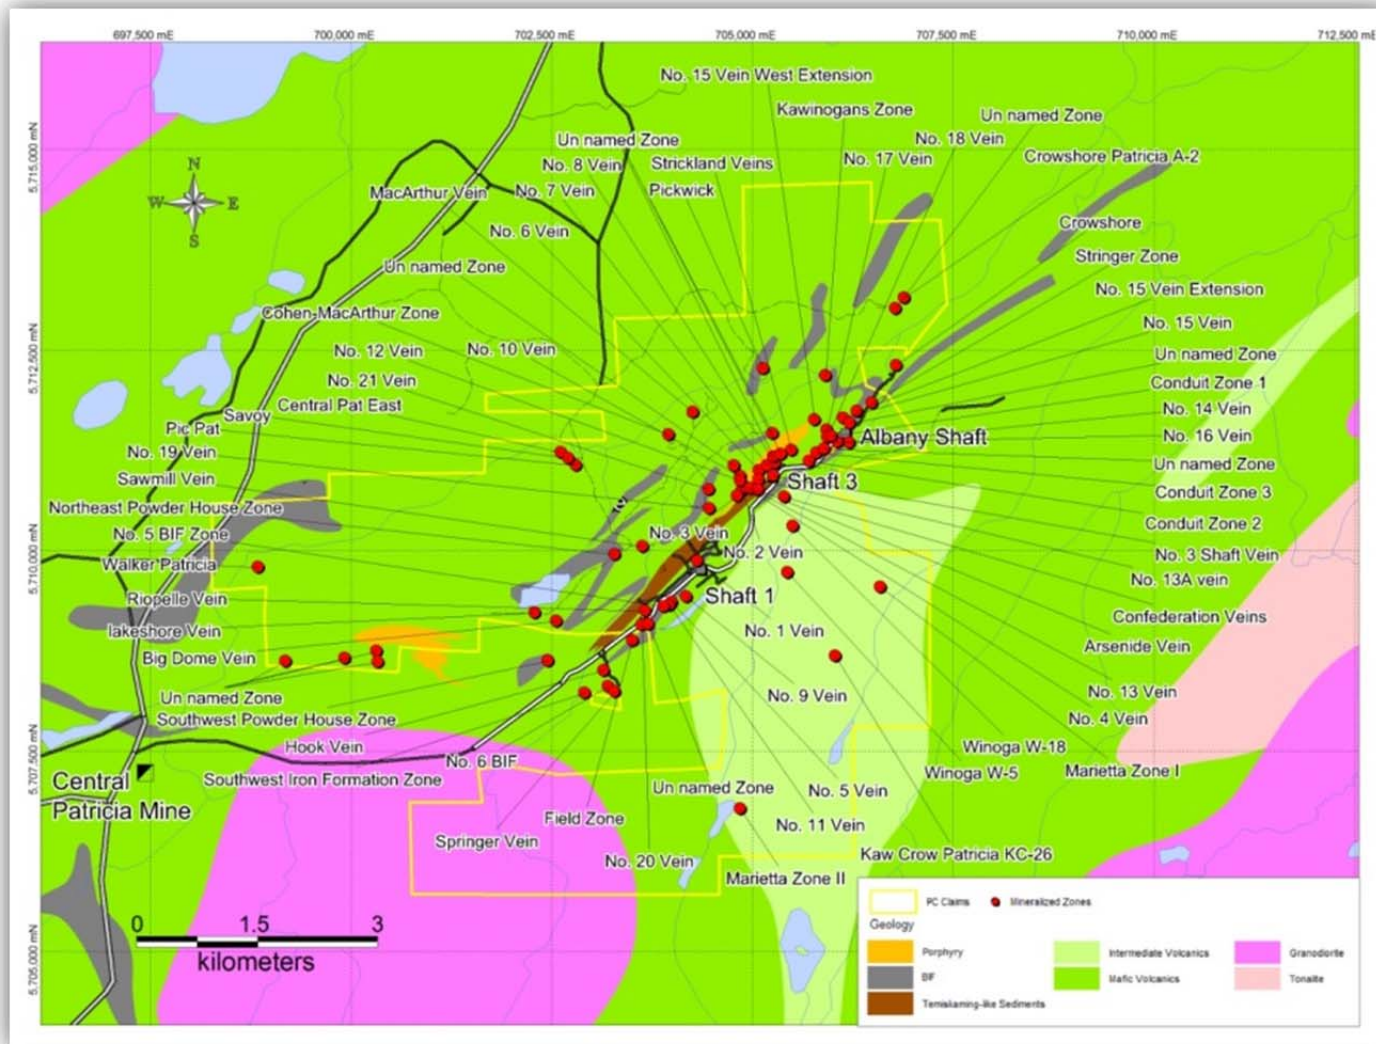 697,500 mE
700,000 mE
702,500 mE
705,000 mE
707,500 mE
710,000 mE
712,500 mE
5,715,000 mN
5,712,500 mN
5,710,000 mN
5,707,500 mN
5,705,000 mN
N
W
E
S
No. 15 Vein West Extension
Kawinogans Zone
Un named Zone
Un named Zone
No. 18 Vein
No. 8 Vein
Strickland Veins
No. 17 Vein
Crowshore Patricia A-2
MacArthur Vein
No. 7 Vein
Pickwick
No. 6 Vein
Crowshore
Un named Zone
Stringer Zone
No. 15 Vein Extension
Cohen-MacArthur Zone
No. 15 Vein
No. 12 Vein
No. 10 Vein
Un named Zone
No. 21 Vein
Conduit Zone 1
Central Pat East
No. 14 Vein
Savoy
Pic Pat
Albany Shaft
No. 16 Vein
No. 19 Vein
Un named Zone
Sawmill Vein
Shaft 3
Conduit Zone 3
Northeast Powder House Zone
Conduit Zone 2
No. 5 BIF Zone
No. 3 Vein
No. 2 Vein
No. 3 Shaft Vein
Walker Patricia
No. 13A vein
Riopelle Vein
Shaft 1
Confederation Veins
lakeshore Vein
No. 1 Vein
Arsenide Vein
Big Dome Vein
Un named Zone
No. 9 Vein
No. 13 Vein
Southwest Powder House Zone
No. 4 Vein
Hook Vein
Winoga W-18
No. 6 BIF
Winoga W-5
Marietta Zone I
Central
Patricia Mine
Southwest Iron Formation Zone
Un named Zone
No. 5 Vein
Field Zone
No. 11 Vein
Springer Vein
No. 20 Vein
Kaw Crow Patricia KC-26
Marietta Zone II
0
1.5
3
kilometers
PC Claims
Mineralized Zones
Geology
Porphyry
Intermediate Volcanics
Granodiorite
BIF
Mafic Volcanics
Tonalite
Temiskaming-like Sediments